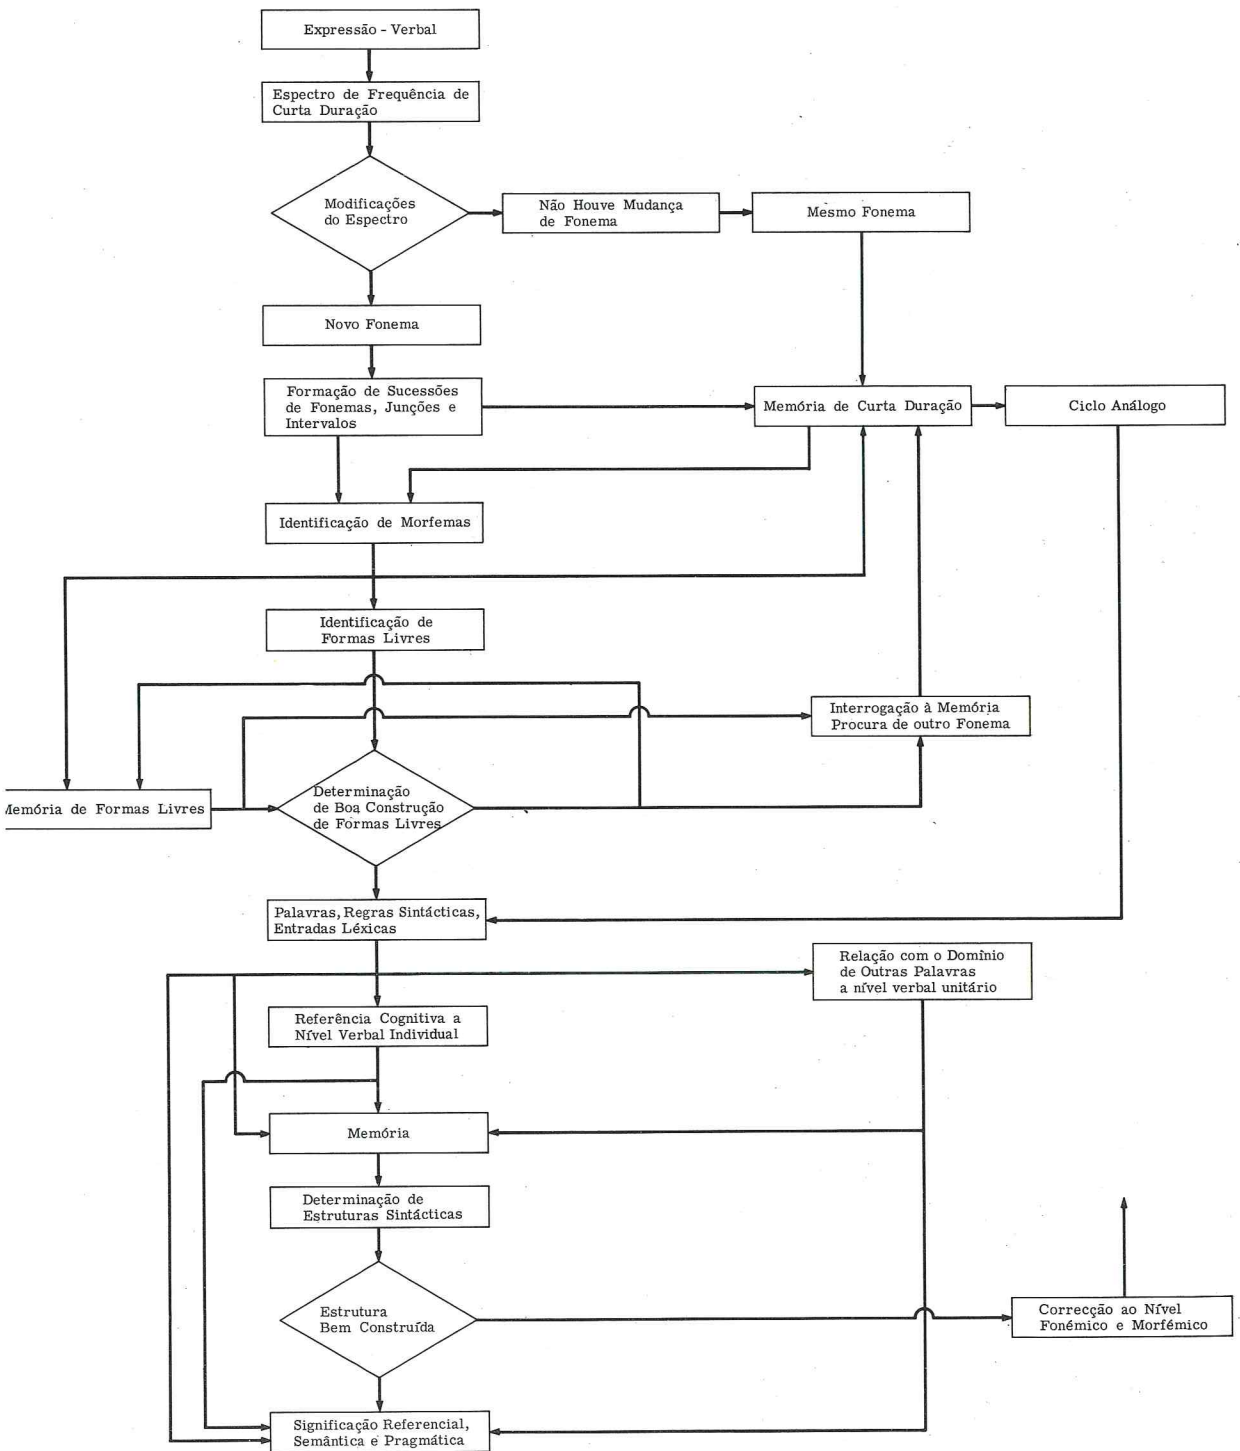 Expressão - Verbal
Espectro de Frequência de
Curta Duração
Modificações
do Espectro
Não Houve Mudança
de Fonema
Mesmo Fonema
Novo Fonema
Formação de Sucessões
de Fonemas, Junções e
Intervalos
Memória de Curta Duração
Ciclo Análogo
Identificação de Morfemas
Identificação de
Formas Livres
Interrogação à Memória
Procura de outro Fonema
Memória de Formas Livres
Determinação
de Boa Construção
de Formas Livres
Palavras, Regras Sintácticas,
Entradas Léxicas
Relação com o Domínio
de Outras Palavras
a nível verbal unitário
Referência Cognitiva a
Nível Verbal Individual
Memória
Determinação de
Estruturas Sintácticas
Estrutura
Bem Construída
Correcção ao Nível
Fonémico e Morfémico
Significação Referencial,
Semântica e Pragmática